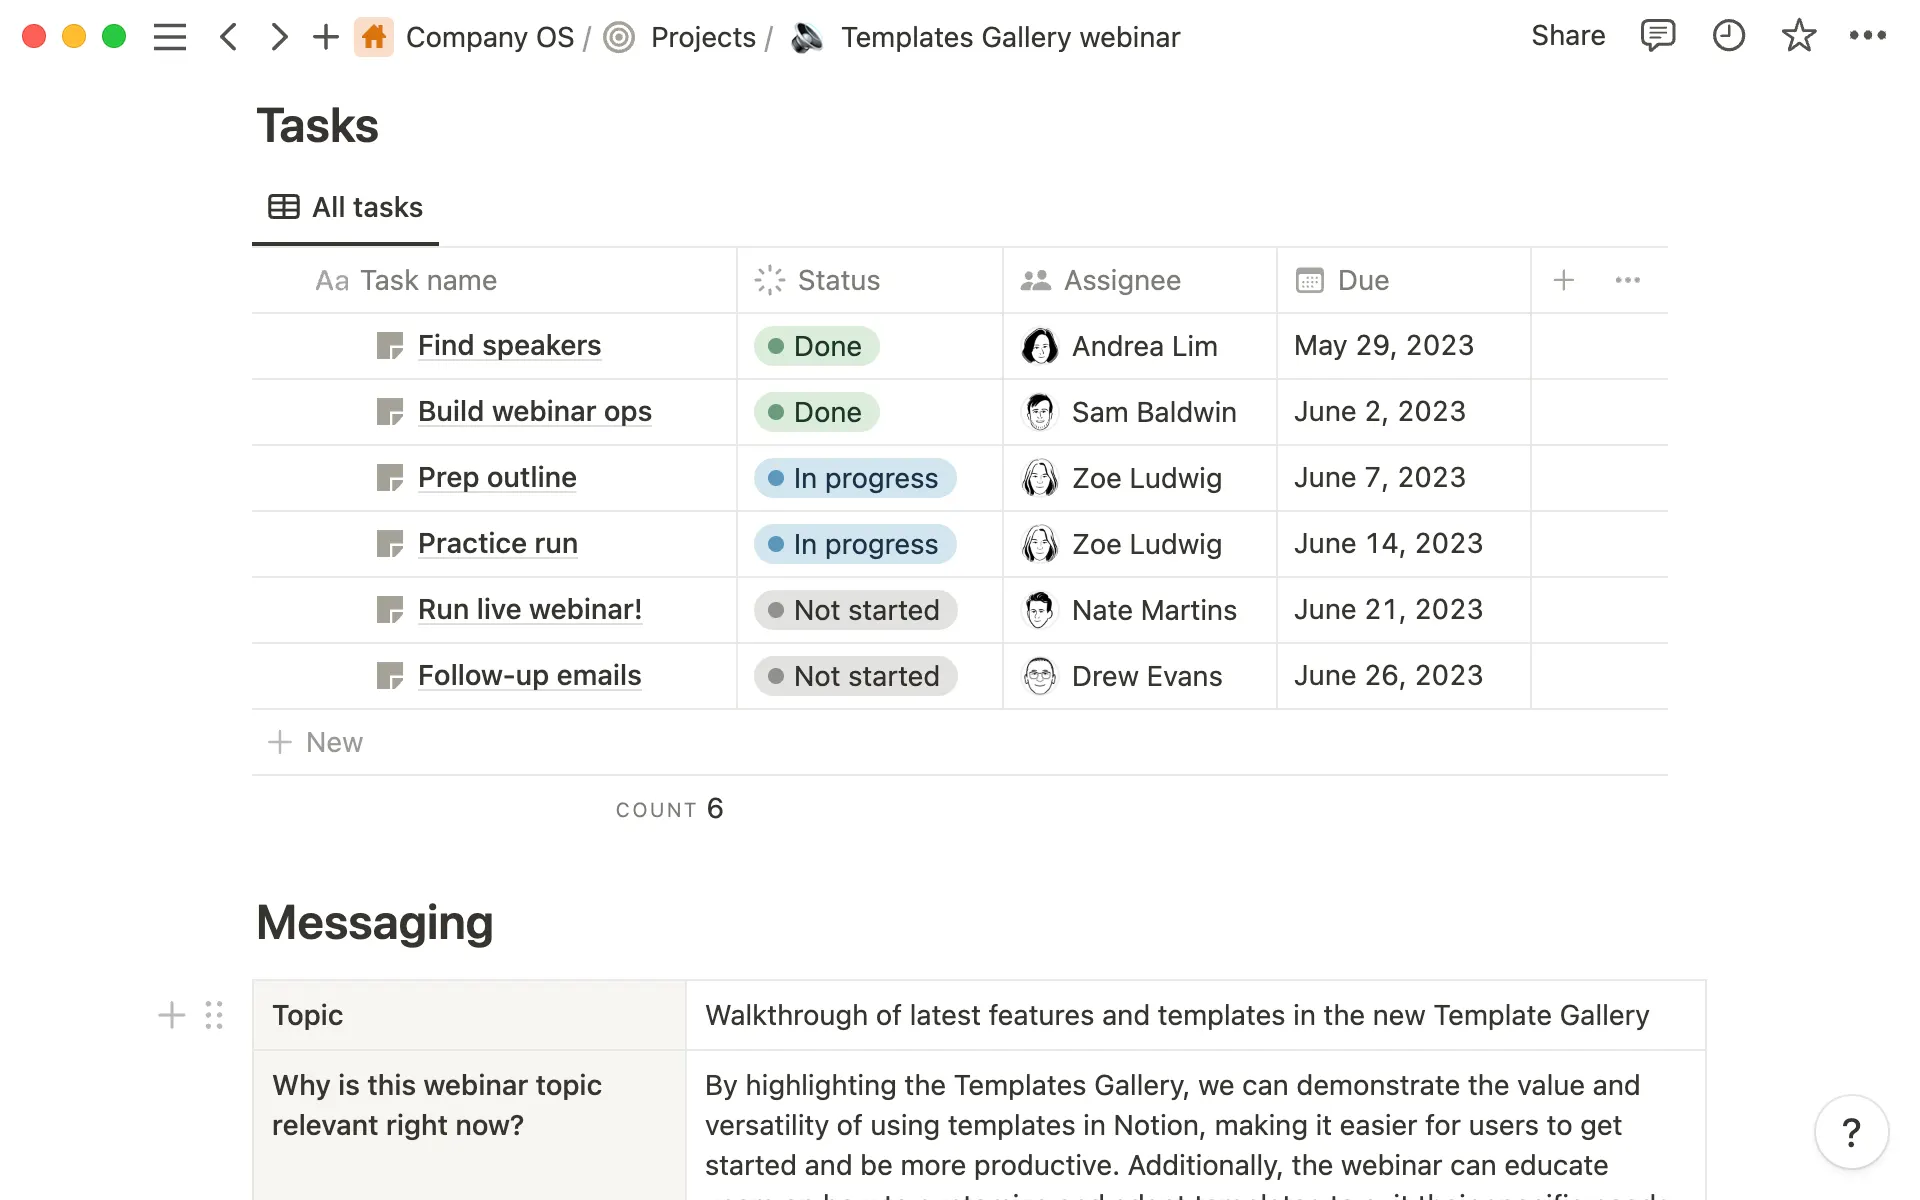 Company OS / Projects / Templates Gallery webinar Share
Tasks
All tasks
Aa Task name Status Assignee Due
Find speakers Done Andrea Lim May 29, 2023
Build webinar ops Done Sam Baldwin June 2, 2023
Prep outline In progress Zoe Ludwig June 7, 2023
Practice run In progress Zoe Ludwig June 14, 2023
Run live webinar! Not started Nate Martins June 21, 2023
Follow-up emails Not started Drew Evans June 26, 2023
New
COUNT 6
Messaging
Topic Walkthrough of latest features and templates in the new Template Gallery
Why is this webinar topic By highlighting the Templates Gallery, we can demonstrate the value and
relevant right now? versatility of using templates in Notion, making it easier for users to get
started and be more productive. Additionally, the webinar can educate
?